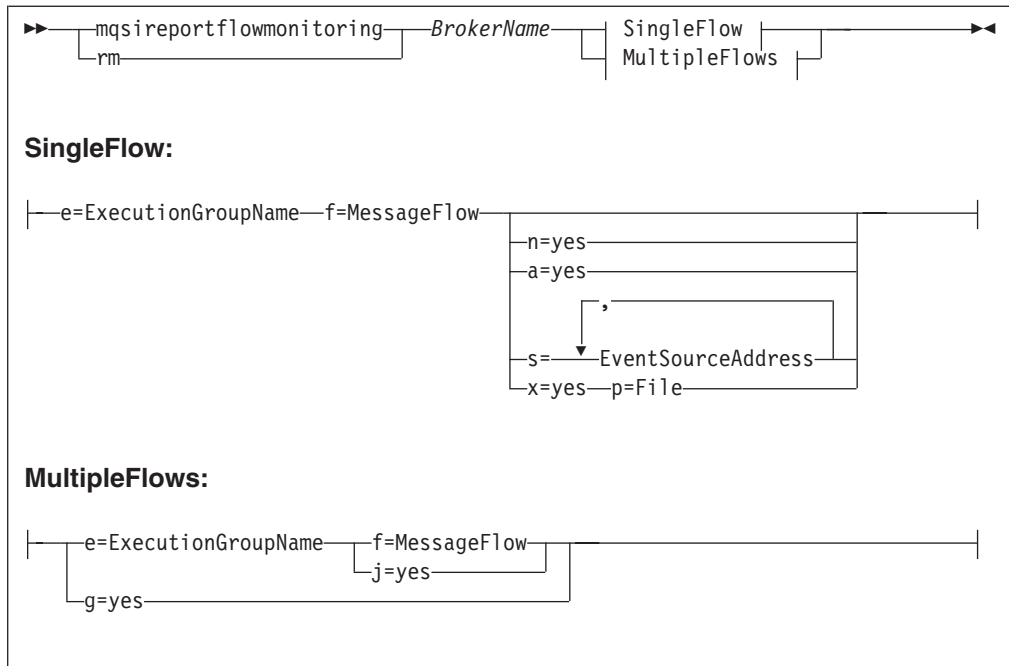 mqsireportflowmonitoring BrokerName SingleFlow
rm MultipleFlows
SingleFlow:
e=ExecutionGroupName f=MessageFlow
n=yes
a=yes
,
s= EventSourceAddress
x=yes p=File
MultipleFlows:
e=ExecutionGroupName f=MessageFlow
j=yes
g=yes